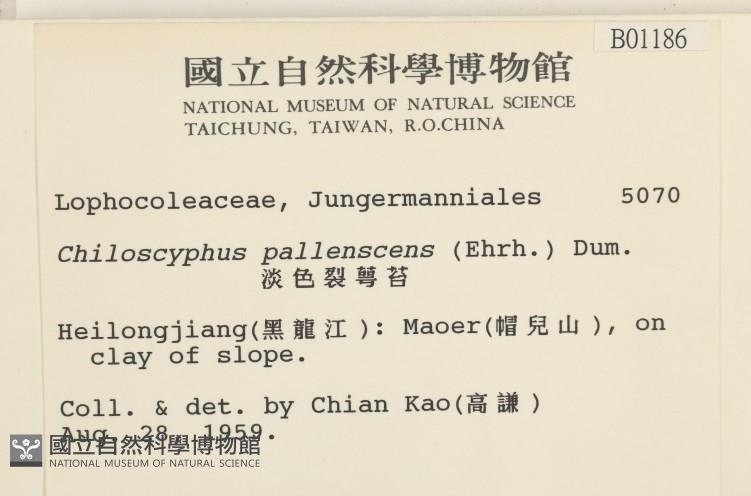 B01186
國立自然科學博物館
NATIONAL MUSEUM OF NATURAL SCIENCE
TAICHUNG, TAIWAN, R.O.CHINA
Lophocoleaceae, Jungermanniales 5070
Chiloscyphus pallenscens (Ehrh.) Dum.
淡色裂萼苔
Heilongjiang(黑龍江): Maoer(帽兒山), on
clay of slope.
Coll. & det. by Chian Kao(高謙)
Aug. 28, 1959.
國立自然科學博物館
NATIONAL MUSEUM OF NATURAL SCIENCE